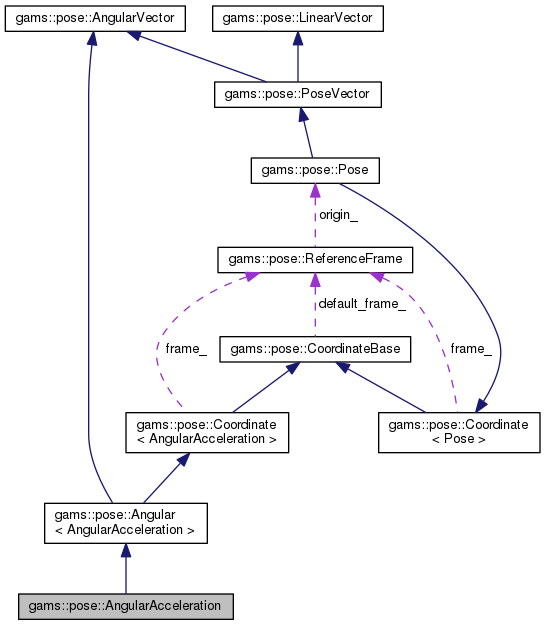 gams::pose::AngularVector
gams::pose::LinearVector
gams::pose::PoseVector
gams::pose::Pose
origin_
gams::pose::ReferenceFrame
default_frame_
frame_
frame_
gams::pose::CoordinateBase
gams::pose::Coordinate
< AngularAcceleration >
gams::pose::Coordinate
< Pose >
gams::pose::Angular
< AngularAcceleration >
gams::pose::AngularAcceleration